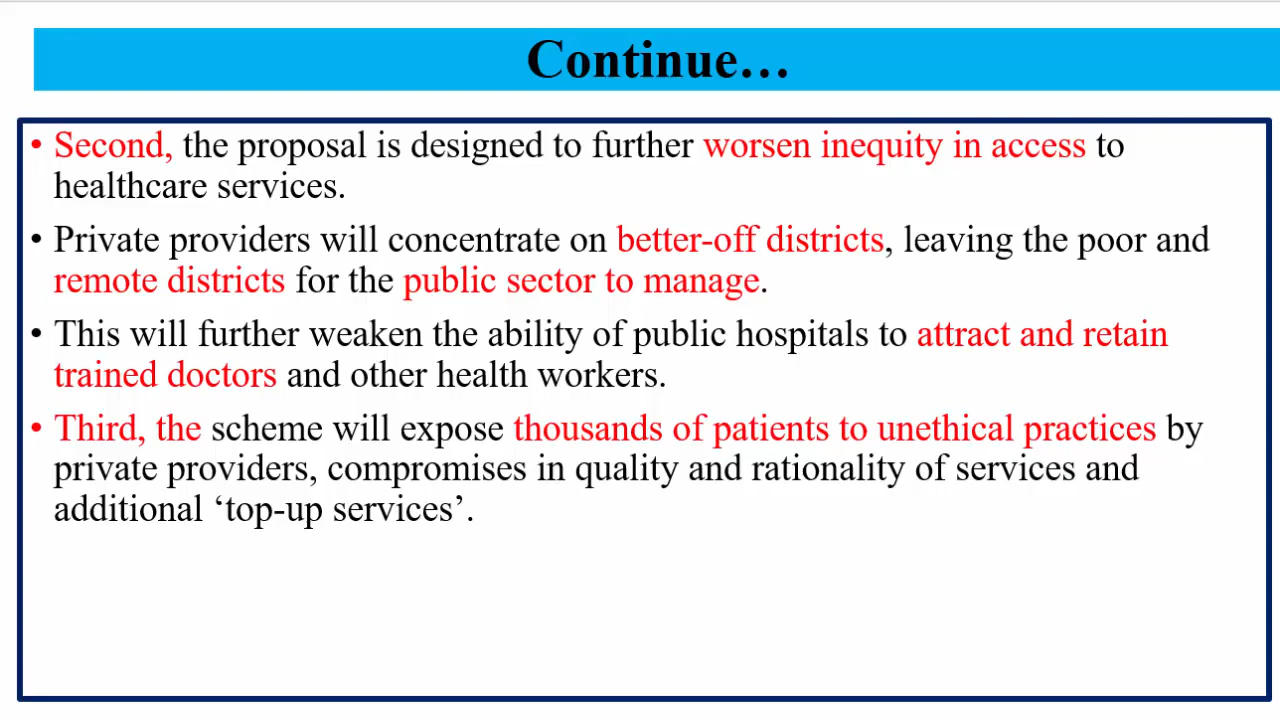 Continue…
• Second, the proposal is designed to further worsen inequity in access to
healthcare services.
• Private providers will concentrate on better-off districts, leaving the poor and
remote districts for the public sector to manage.
• This will further weaken the ability of public hospitals to attract and retain
trained doctors and other health workers.
• Third, the scheme will expose thousands of patients to unethical practices by
private providers, compromises in quality and rationality of services and
additional ‘top-up services’.